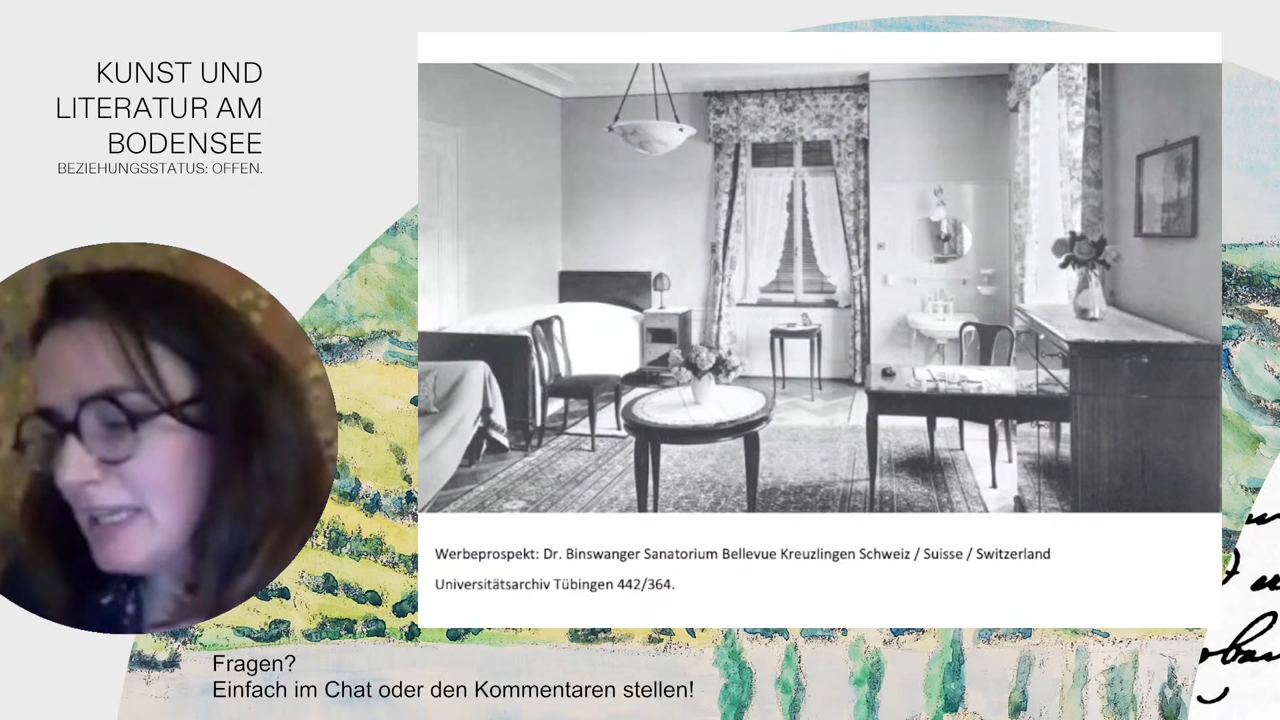 KUNST UND
LITERATUR AM
BODENSEE
BEZIEHUNGSSTATUS: OFFEN.
Werbeprospekt: Dr. Binswanger Sanatorium Bellevue Kreuzlingen Schweiz / Suisse / Switzerland
Universitätsarchiv Tübingen 442/364.
Fragen?
Einfach im Chat oder den Kommentaren stellen!